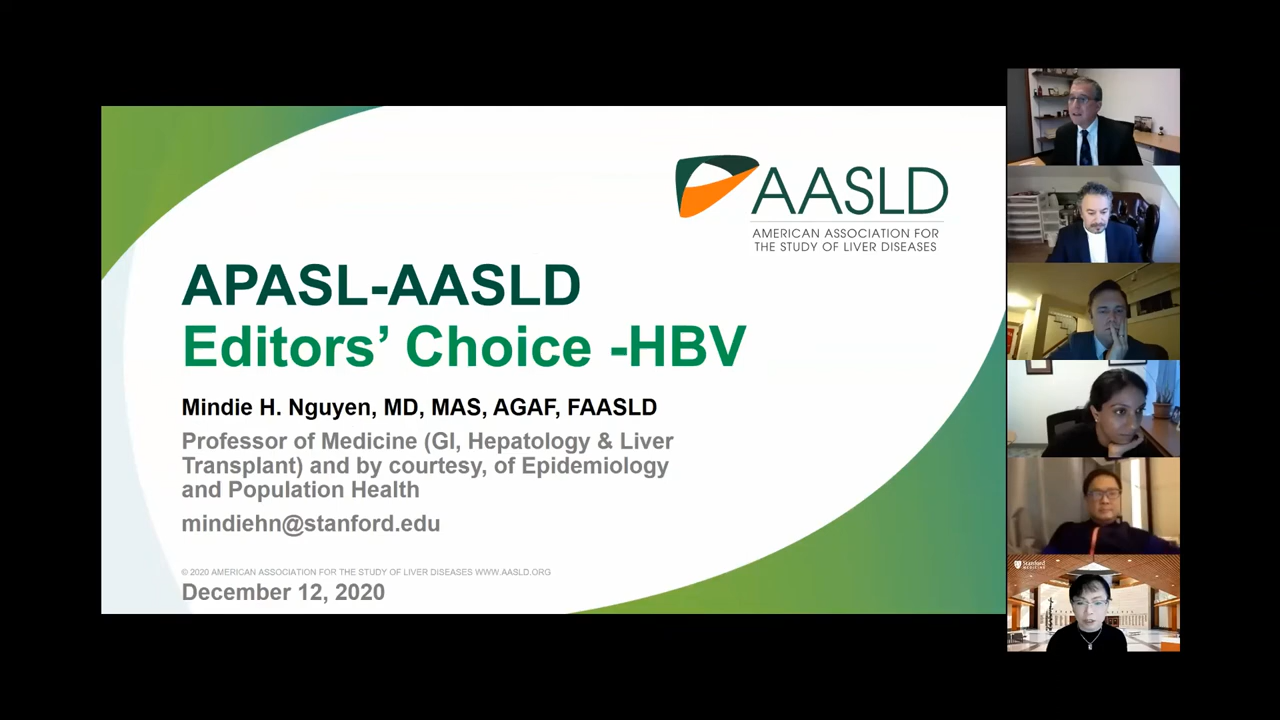 AASLD
AMERICAN ASSOCIATION FOR
THE STUDY OF LIVER DISEASES
APASL-AASLD
Editors’ Choice -HBV
Mindie H. Nguyen, MD, MAS, AGAF, FAASLD
Professor of Medicine (GI, Hepatology & Liver
Transplant) and by courtesy, of Epidemiology
and Population Health
mindiehn@stanford.edu
© 2020 AMERICAN ASSOCIATION FOR THE STUDY OF LIVER DISEASES WWW.AASLD.ORG
December 12, 2020
Stanford
MEDICINE